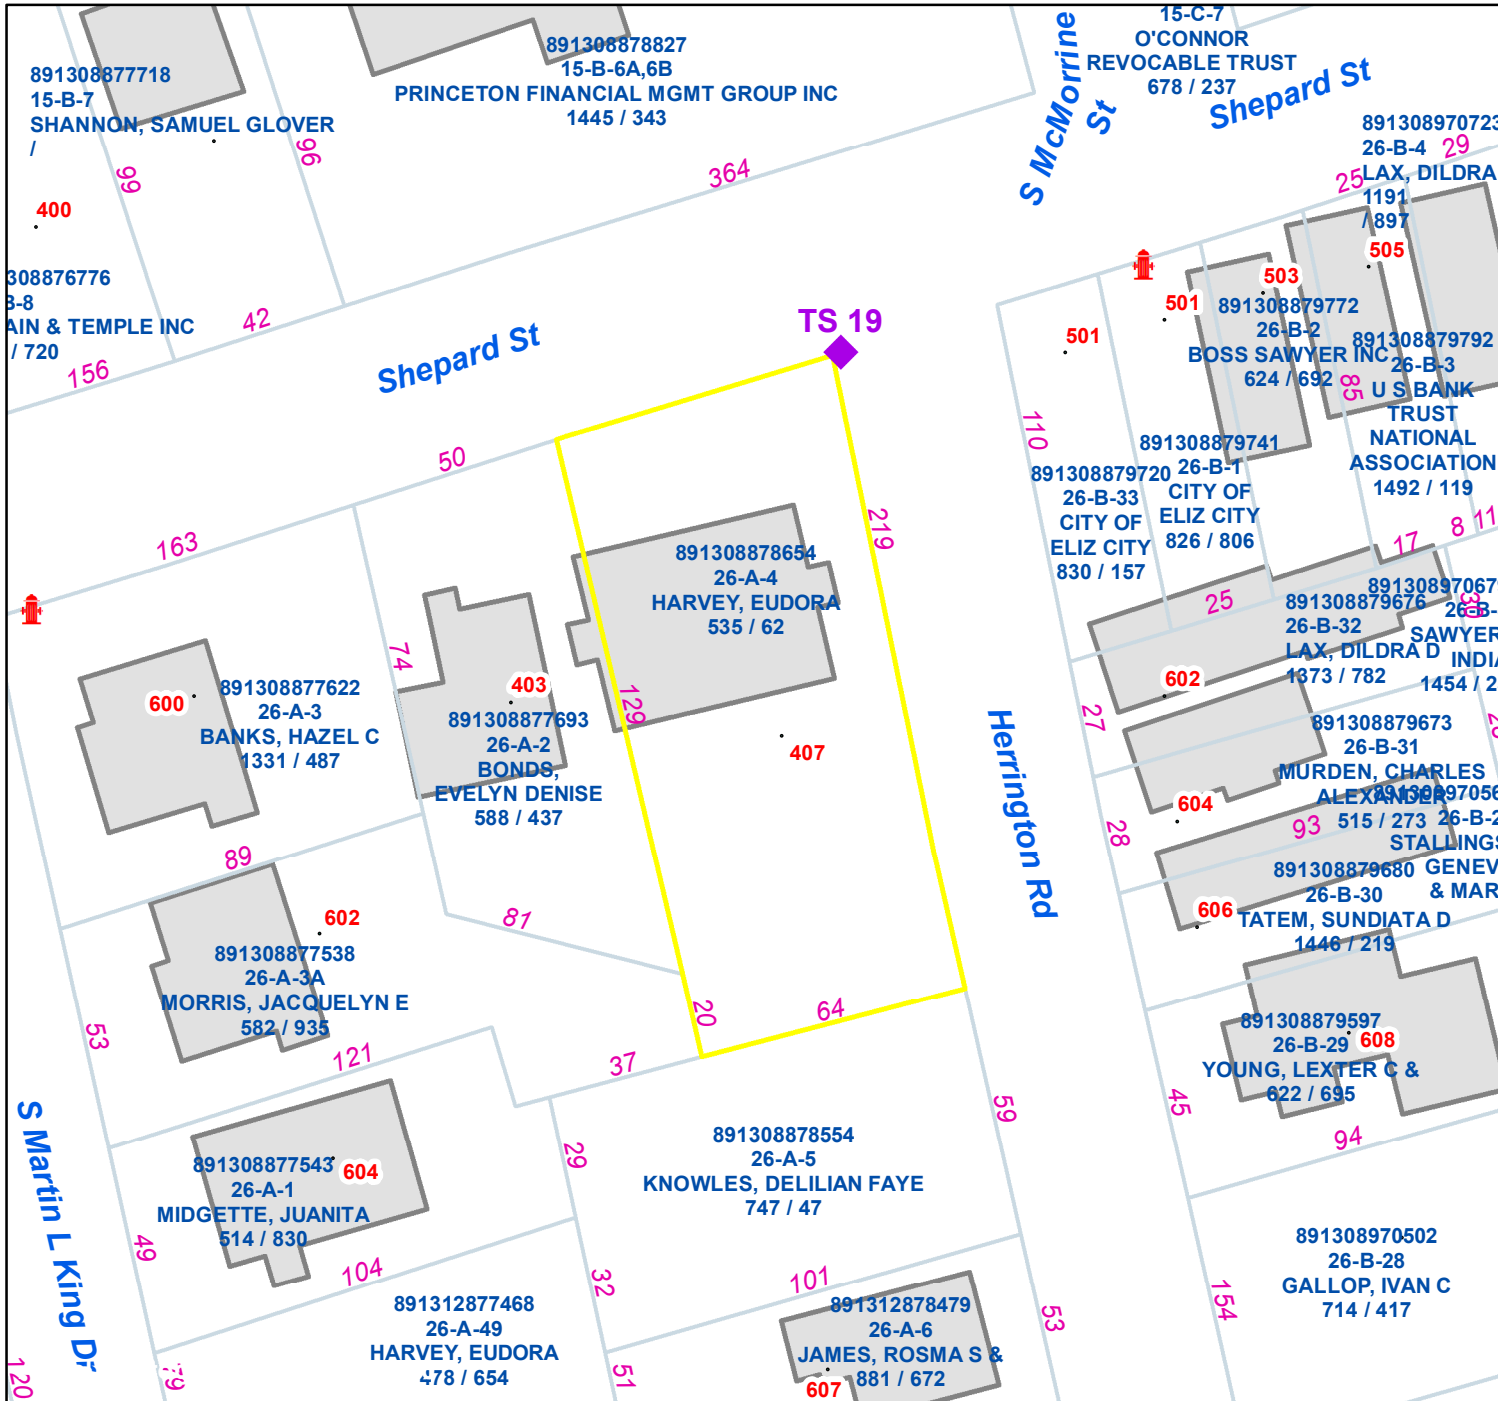 15-C-7
O'CONNOR
REVOCABLE TRUST
678 / 237
891308878827
15-B-6A,6B
PRINCETON FINANCIAL MGMT GROUP INC
1445 / 343
891308877718
15-B-7
SHANNON, SAMUEL GLOVER
/
S McMorrine
St
Shepard St
891308970723
26-B-4
LAX, DILDRA
1191
/ 897
29
25
99
96
364
400
308876776
AIN & TEMPLE INC
/ 720
42
156
Shepard St
TS 19
501
501
503
505
891308879772
26-B-2
BOSS SAWYER INC
624 / 692
891308879792
26-B-3
U S BANK
TRUST
NATIONAL
ASSOCIATION
1492 / 119
85
110
50
163
891308879741
26-B-1
CITY OF
ELIZ CITY
826 / 806
891308879720
26-B-33
CITY OF
ELIZ CITY
830 / 157
219
17
8
11
891308878654
26-A-4
HARVEY, EUDORA
535 / 62
25
891308879676
26-B-32
LAX, DILDRA D
1373 / 782
30
SAWYER
1454 / 2
74
129
403
891308877693
26-A-2
BONDS,
EVELYN DENISE
588 / 437
600
891308877622
26-A-3
BANKS, HAZEL C
1331 / 487
407
602
27
Herrington Rd
891308879673
26-B-31
MURDEN, CHARLES
ALEXANDER
515 / 273
604
28
93
26-B-2
STALLINGS
GENEV
& MAR
89
891308879680
26-B-30
TATEM, SUNDIATA D
1446 / 219
606
81
602
891308877538
26-A-3A
MORRIS, JACQUELYN E
582 / 935
20
64
53
121
37
891308879597
26-B-29
YOUNG, LEXTER C &
622 / 695
608
59
45
94
S Martin L King Dr
891308877543
26-A-1
MIDGETTE, JUANITA
514 / 830
604
29
891308878554
26-A-5
KNOWLES, DELILIAN FAYE
747 / 47
49
104
32
101
891308970502
26-B-28
GALLOP, IVAN C
714 / 417
154
53
891312877468
26-A-49
HARVEY, EUDORA
478 / 654
891312878479
26-A-6
JAMES, ROSMA S &
881 / 672
607
51
79
120